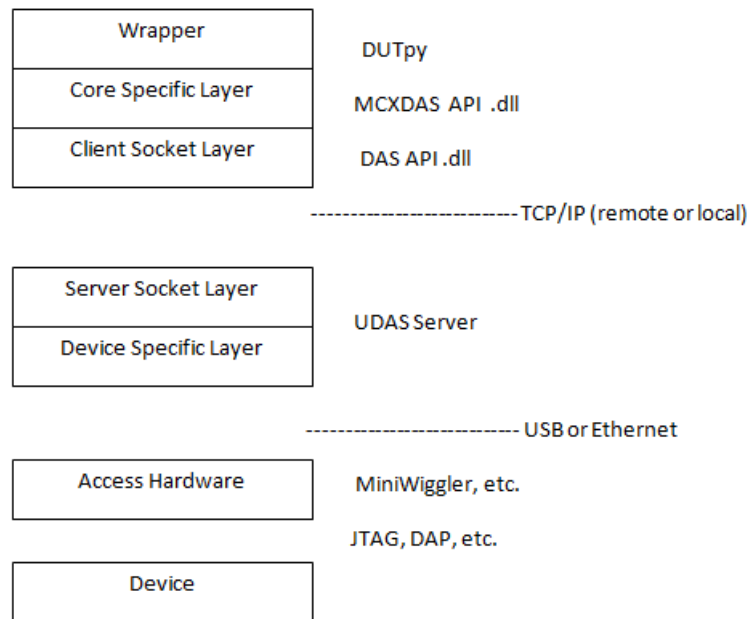 Wrapper
DUTpy
Core Specific Layer
MCXDAS API .dll
Client Socket Layer
DAS API .dll
----------------------------- TCP/IP (remote or local)
Server Socket Layer
UDAS Server
Device Specific Layer
----------------------------- USB or Ethernet
Access Hardware
MiniWiggler, etc.
JTAG, DAP, etc.
Device